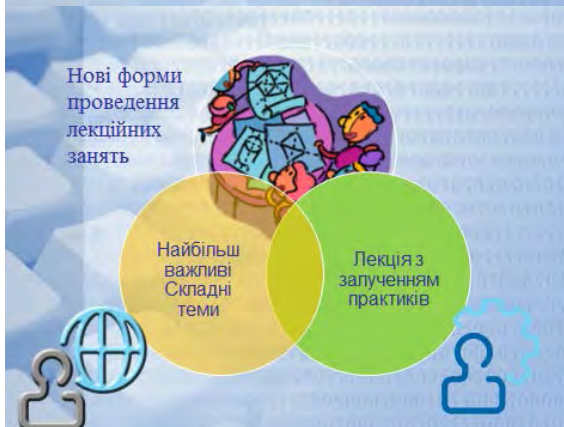 Нові форми
проведення
лекційних
занять
Найбільш
важливі
Складні
теми
Лекція з
залученням
практиків